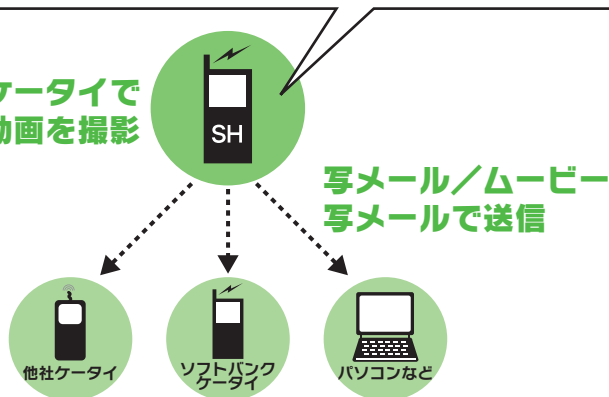 ケータイで
動画を撮影
SH
写メール／ムービー
写メールで送信
他社ケータイ
ソフトバンク
ケータイ
パソコンなど